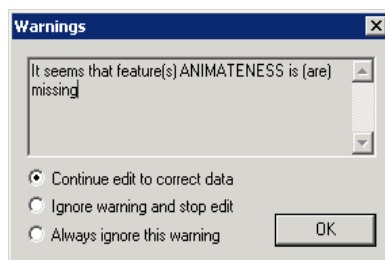 Warnings
It seems that feature(s) ANIMATENESS is (are)
missing
Continue edit to correct data
Ignore warning and stop edit
Always ignore this warning
OK